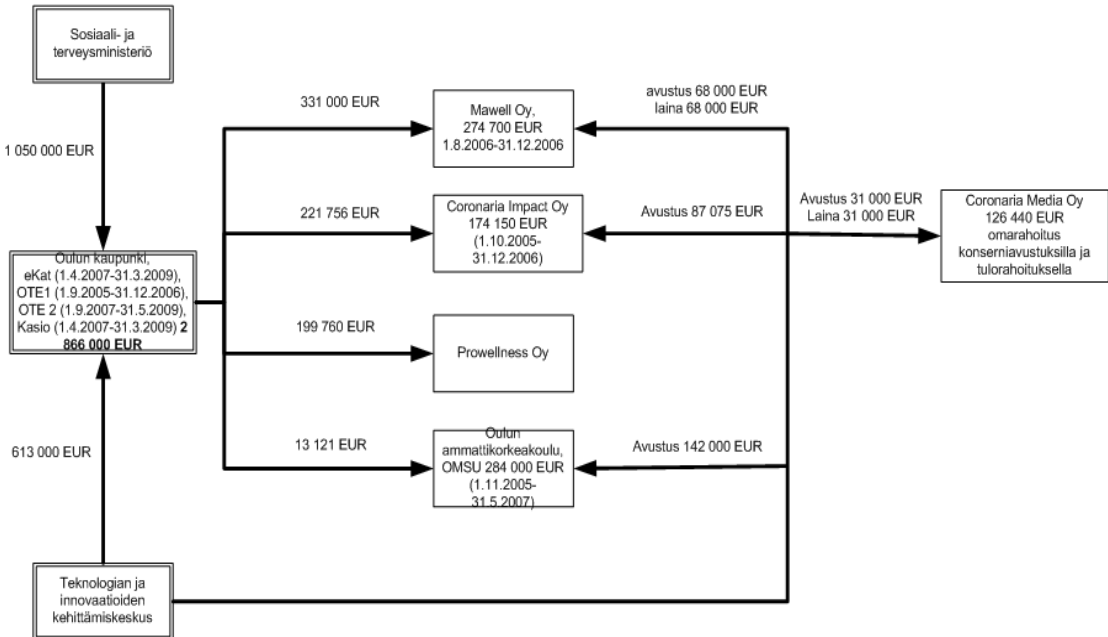 Sosiaali- ja
terveysministeriö
1 050 000 EUR
Oulun kaupunki,
eKat (1.4.2007-31.3.2009),
OTE1 (1.9.2005-31.12.2006),
OTE 2 (1.9.2007-31.5.2009),
Kasio (1.4.2007-31.3.2009) 2
866 000 EUR
613 000 EUR
Teknologian ja
innovaatioiden
kehittämiskeskus
331 000 EUR
Mawell Oy,
274 700 EUR
1.8.2006-31.12.2006
avustus 68 000 EUR
laina 68 000 EUR
221 756 EUR
Coronaria Impact Oy
174 150 EUR
(1.10.2005-
31.12.2006)
Avustus 87 075 EUR
Avustus 31 000 EUR
Laina 31 000 EUR
Coronaria Media Oy
126 440 EUR
omarahoitus
konserniavustuksilla ja
tulorahoituksella
199 760 EUR
Prowellness Oy
13 121 EUR
Oulun
ammattikorkeakoulu,
OMSU 284 000 EUR
(1.11.2005-
31.5.2007)
Avustus 142 000 EUR